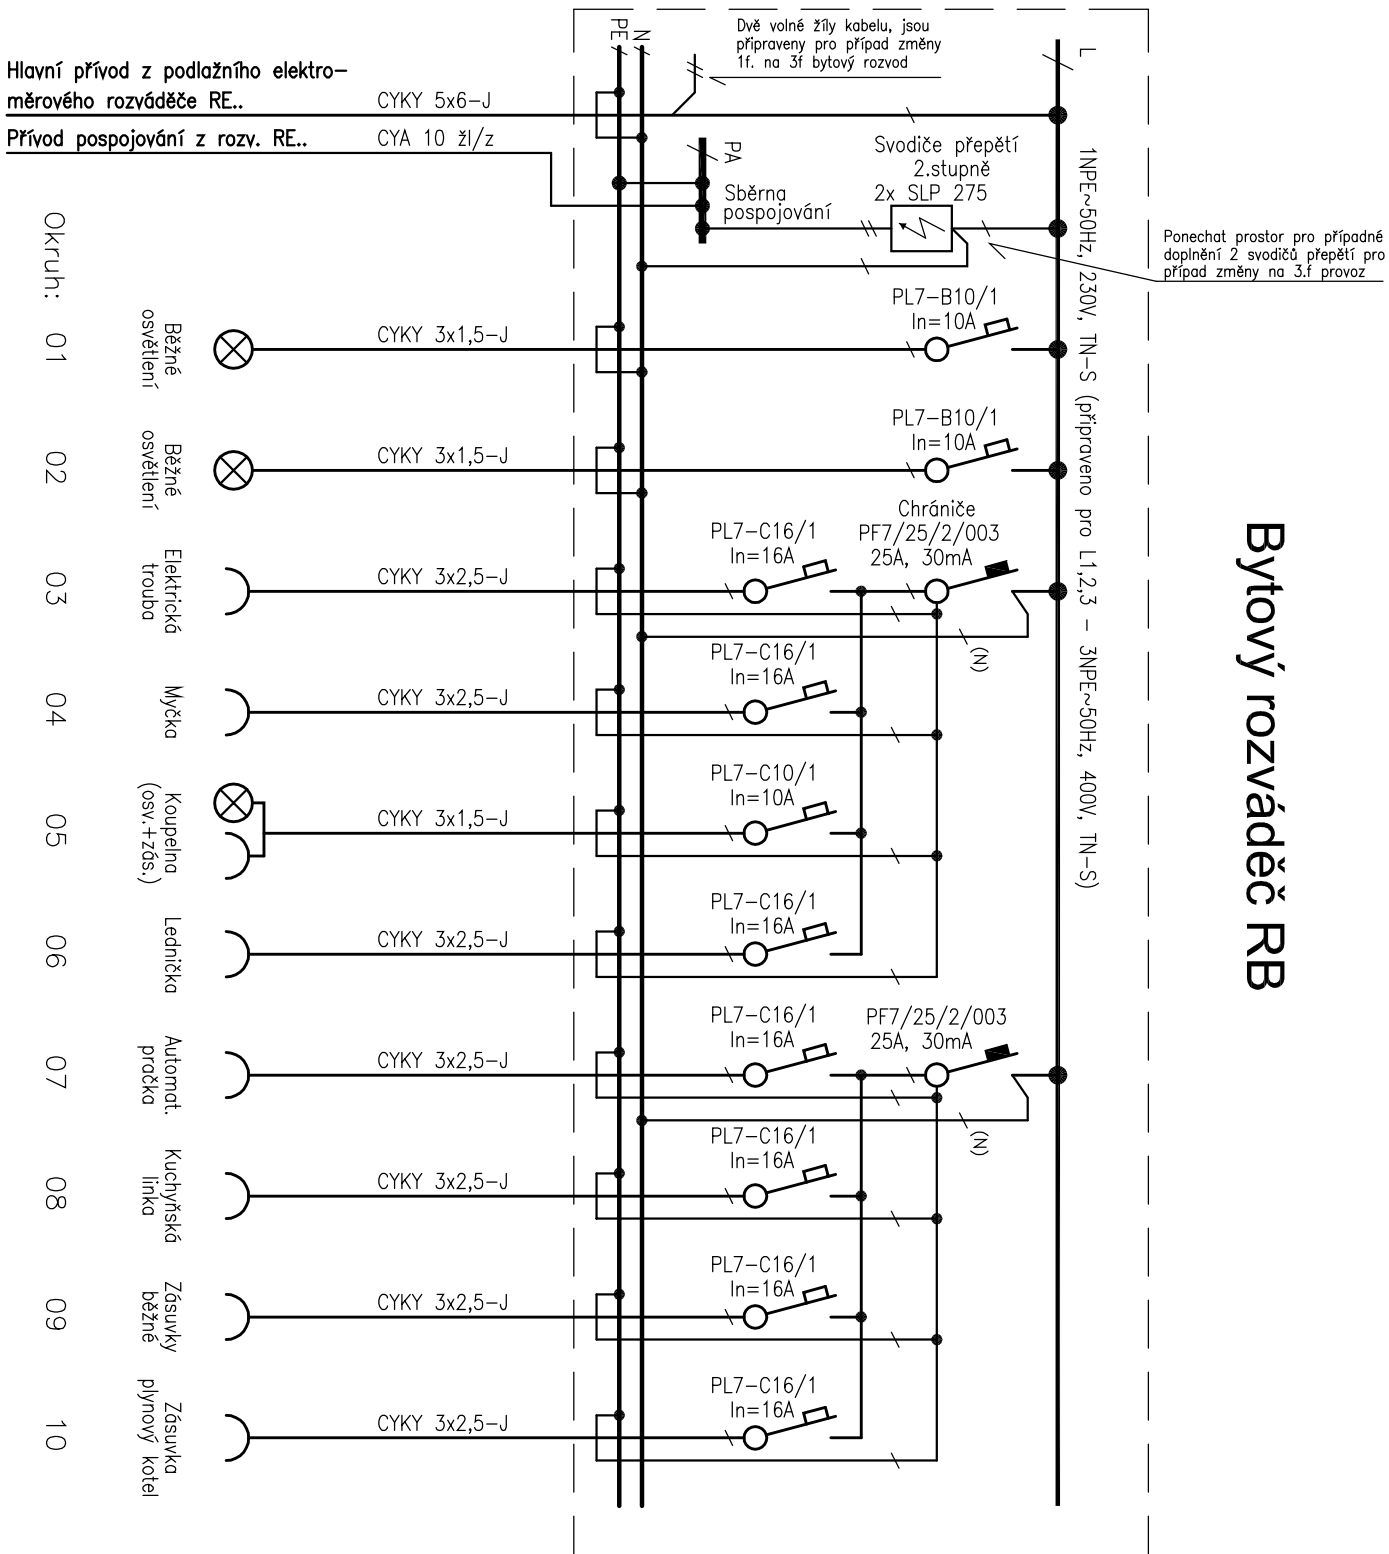 Dvě volné žíly kabelu, jsou
připraveny pro případ změny
1f. na 3f bytový rozvod
PE
N
L
Hlavní přívod z podlažního elektro–
měrového rozváděče RE..
CYKY 5x6–J
Přívod pospojování z rozv. RE..
CYA 10 žl/z
PA
Sběrna
pospojování
Svodiče přepětí
2.stupně
2x SLP 275
Ponechat prostor pro případné
doplnění 2 svodičů přepětí pro
případ změny na 3.f provoz
1NPE~50Hz, 230V, TN–S (připraveno pro L1,2,3 – 3NPE~50Hz, 400V, TN–S)
Bytový rozváděč RB
Okruh:
01
Běžné
osvětlení
CYKY 3x1,5–J
PL7–B10/1
In=10A
02
Běžné
osvětlení
CYKY 3x1,5–J
PL7–B10/1
In=10A
03
Elektrická
trouba
CYKY 3x2,5–J
PL7–C16/1
In=16A
Chrániče
PF7/25/2/003
25A, 30mA
(N)
04
Myčka
CYKY 3x2,5–J
PL7–C16/1
In=16A
05
Koupelna
(osv.+zás.)
CYKY 3x1,5–J
PL7–C10/1
In=10A
06
Lednička
CYKY 3x2,5–J
PL7–C16/1
In=16A
07
Automat.
pračka
CYKY 3x2,5–J
PL7–C16/1
In=16A
PF7/25/2/003
25A, 30mA
(N)
08
Kuchyňská
linka
CYKY 3x2,5–J
PL7–C16/1
In=16A
09
Zásuvky
běžné
CYKY 3x2,5–J
PL7–C16/1
In=16A
10
Zásuvka
plynový kotel
CYKY 3x2,5–J
PL7–C16/1
In=16A